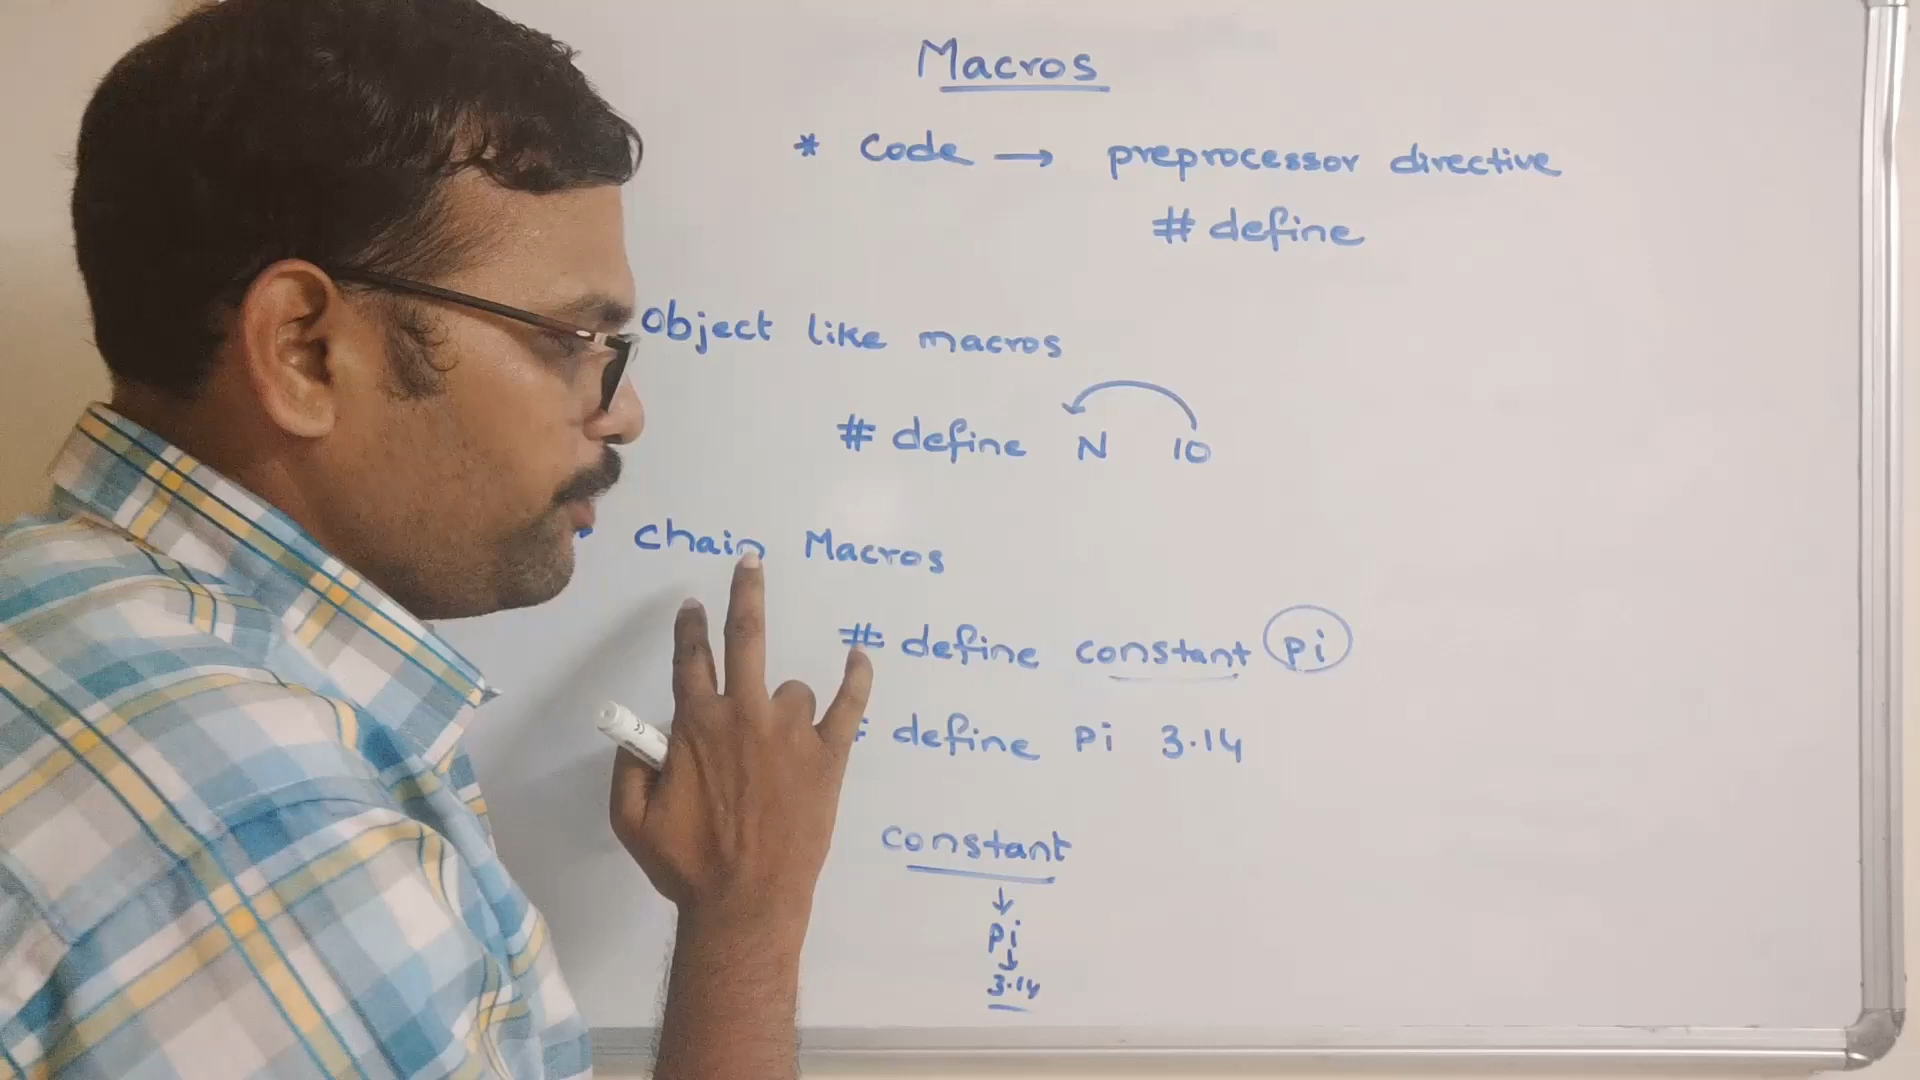 Macros
* Code → preprocessor directive
# define
Object like macros
# define N 10
Chain Macros
# define constant Pi
# define Pi 3.14
constant
↓
Pi
↓
3.14